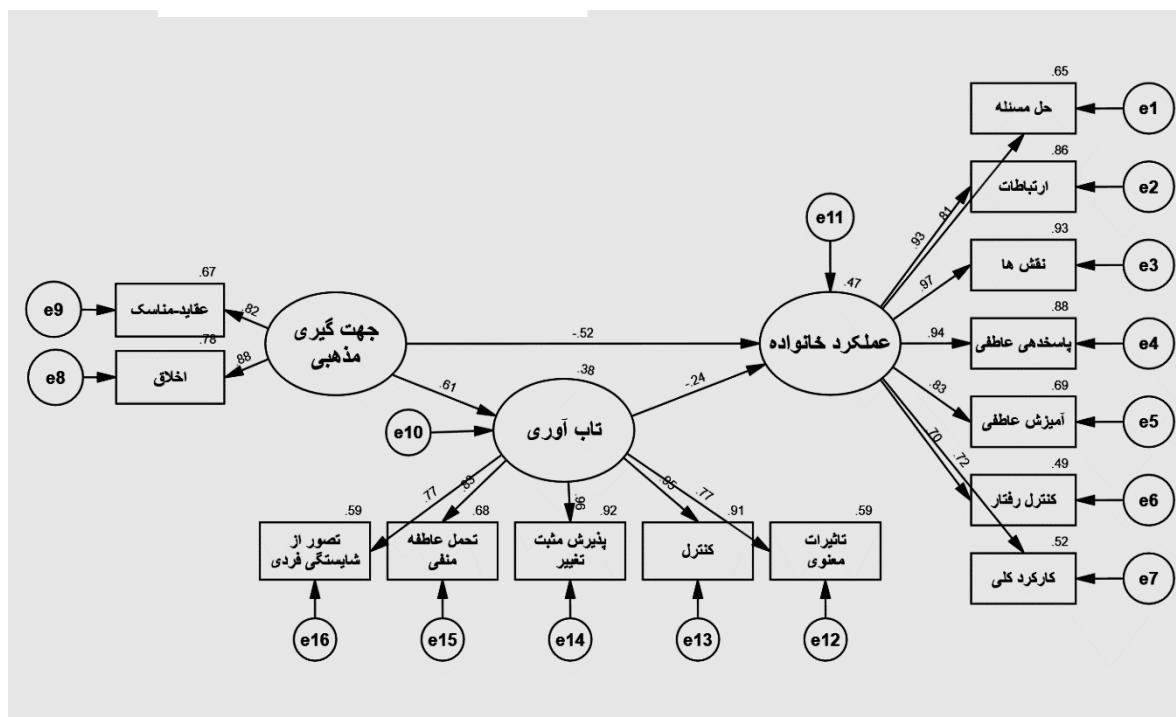 .65
حل مسئله
e1
.86
ارتباطات
e2
.81
.93
e11
.93
نقش ها
e3
.97
.47
عملکرد خانواده
.67
عقاید-مناسک
e9
.82
جهت گیری
مذهبی
-.52
.88
پاسخدهی عاطفی
e4
.94
.78
اخلاق
e8
.88
.61
.38
تاب آوری
e10
-.24
.69
آمیزش عاطفی
e5
.83
.70
.72
.49
کنترل رفتار
e6
.77
.83
.96
.95
.77
.59
تصور از
شایستگی فردی
.68
تحمل عاطفه
منفی
.92
پذیرش مثبت
تغییر
.91
کنترل
.59
تاثیرات
معنوی
.52
کارکرد کلی
e7
e16
e15
e14
e13
e12